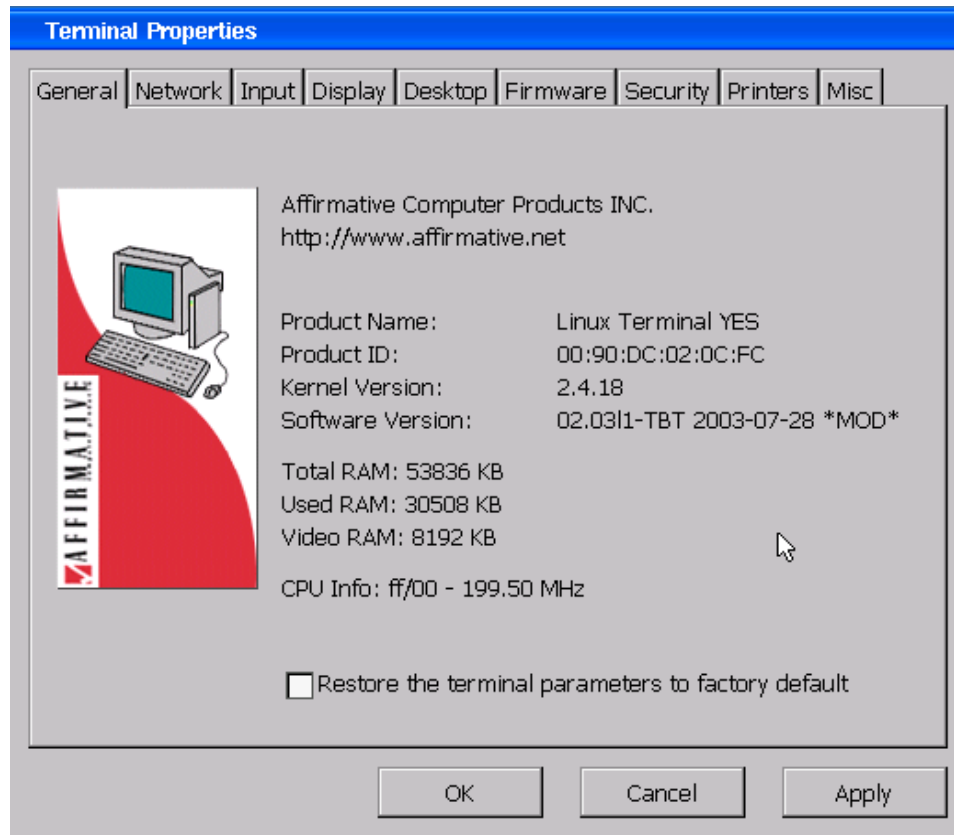 Terminal Properties
General Network Input Display Desktop Firmware Security Printers Misc
Affirmative Computer Products INC.
http://www.affirmative.net
Product Name: Linux Terminal YES
Product ID: 00:90:DC:02:0C:FC
Kernel Version: 2.4.18
Software Version: 02.03l1-TBT 2003-07-28 *MOD*
Total RAM: 53836 KB
Used RAM: 30508 KB
Video RAM: 8192 KB
CPU Info: ff/00 - 199.50 MHz
AFFIRMATIVE
Restore the terminal parameters to factory default
OK Cancel Apply